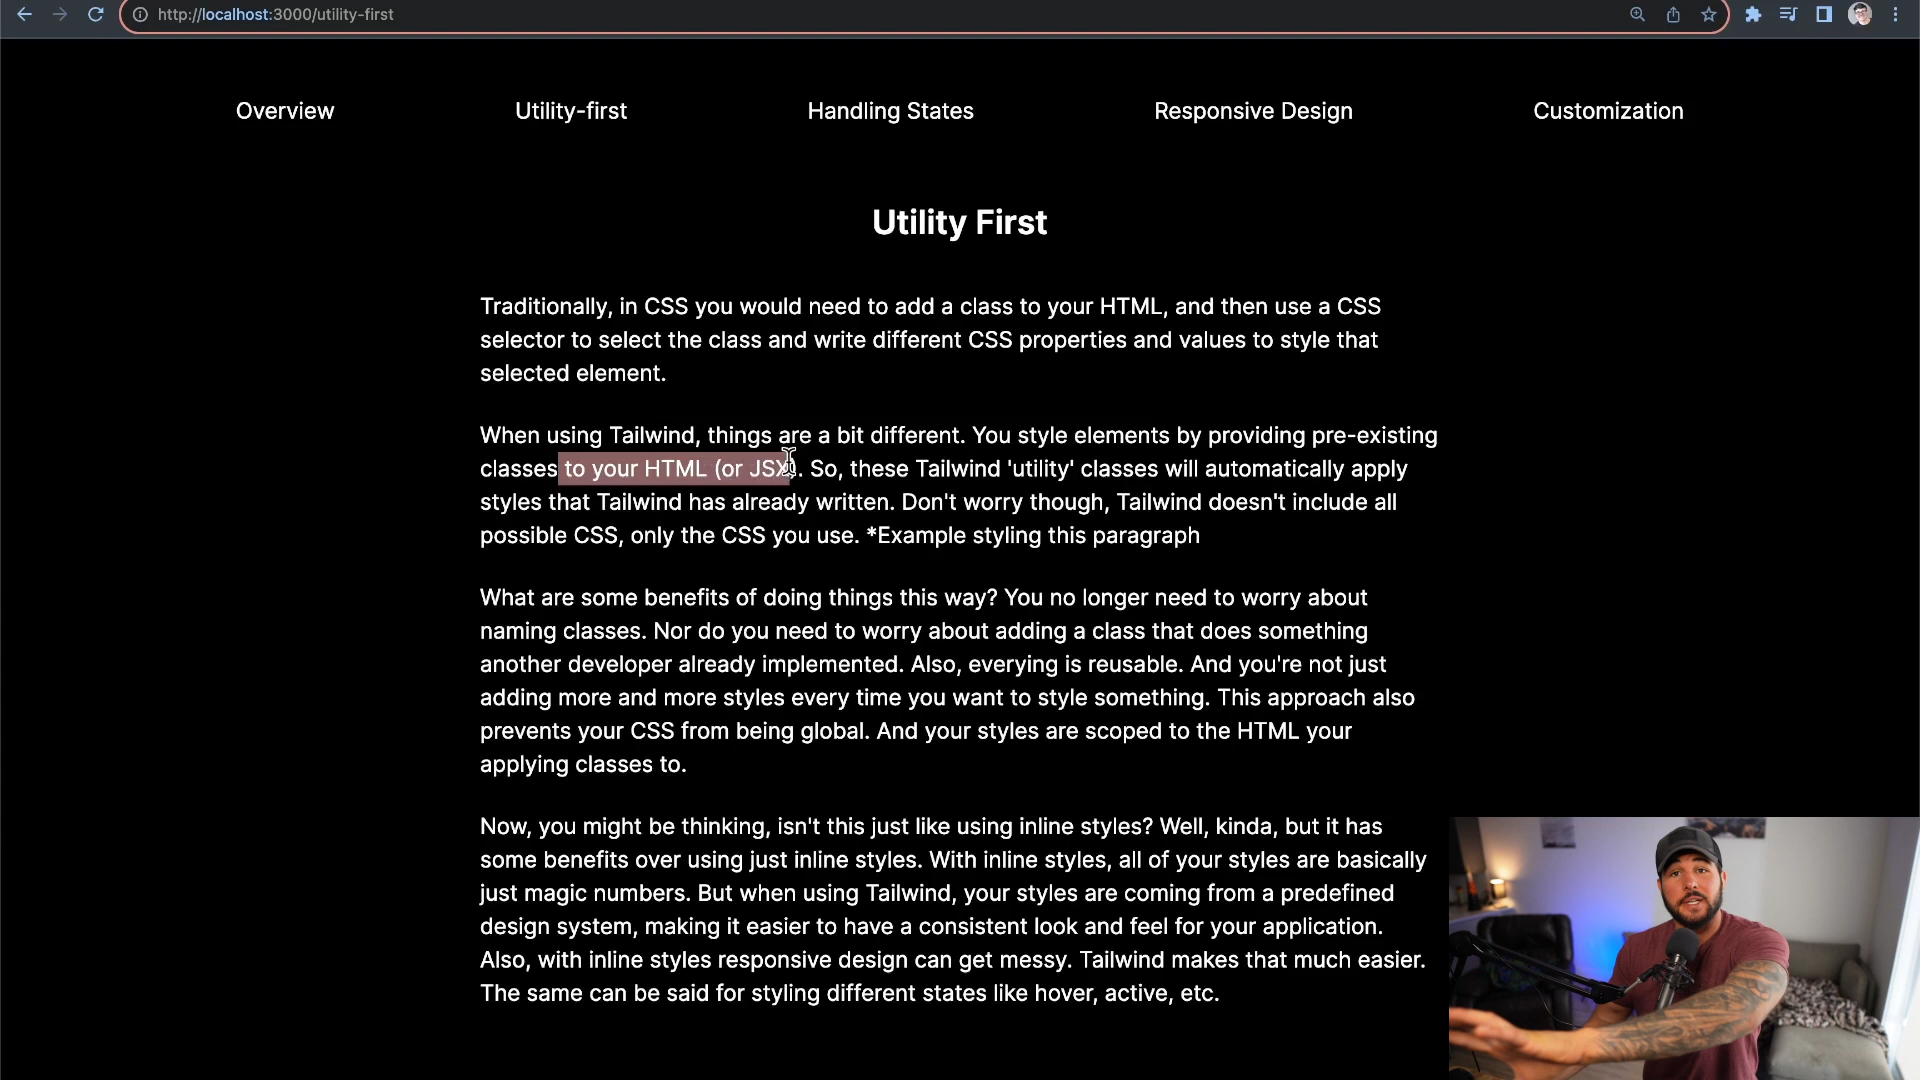 http://localhost:3000/utility-first
Overview Utility-first Handling States Responsive Design Customization
Utility First
Traditionally, in CSS you would need to add a class to your HTML, and then use a CSS
selector to select the class and write different CSS properties and values to style that
selected element.
When using Tailwind, things are a bit different. You style elements by providing pre-existing
classes to your HTML (or JSX). So, these Tailwind 'utility' classes will automatically apply
styles that Tailwind has already written. Don't worry though, Tailwind doesn't include all
possible CSS, only the CSS you use. *Example styling this paragraph
What are some benefits of doing things this way? You no longer need to worry about
naming classes. Nor do you need to worry about adding a class that does something
another developer already implemented. Also, everying is reusable. And you're not just
adding more and more styles every time you want to style something. This approach also
prevents your CSS from being global. And your styles are scoped to the HTML your
applying classes to.
Now, you might be thinking, isn't this just like using inline styles? Well, kinda, but it has
some benefits over using just inline styles. With inline styles, all of your styles are basically
just magic numbers. But when using Tailwind, your styles are coming from a predefined
design system, making it easier to have a consistent look and feel for your application.
Also, with inline styles responsive design can get messy. Tailwind makes that much easier.
The same can be said for styling different states like hover, active, etc.